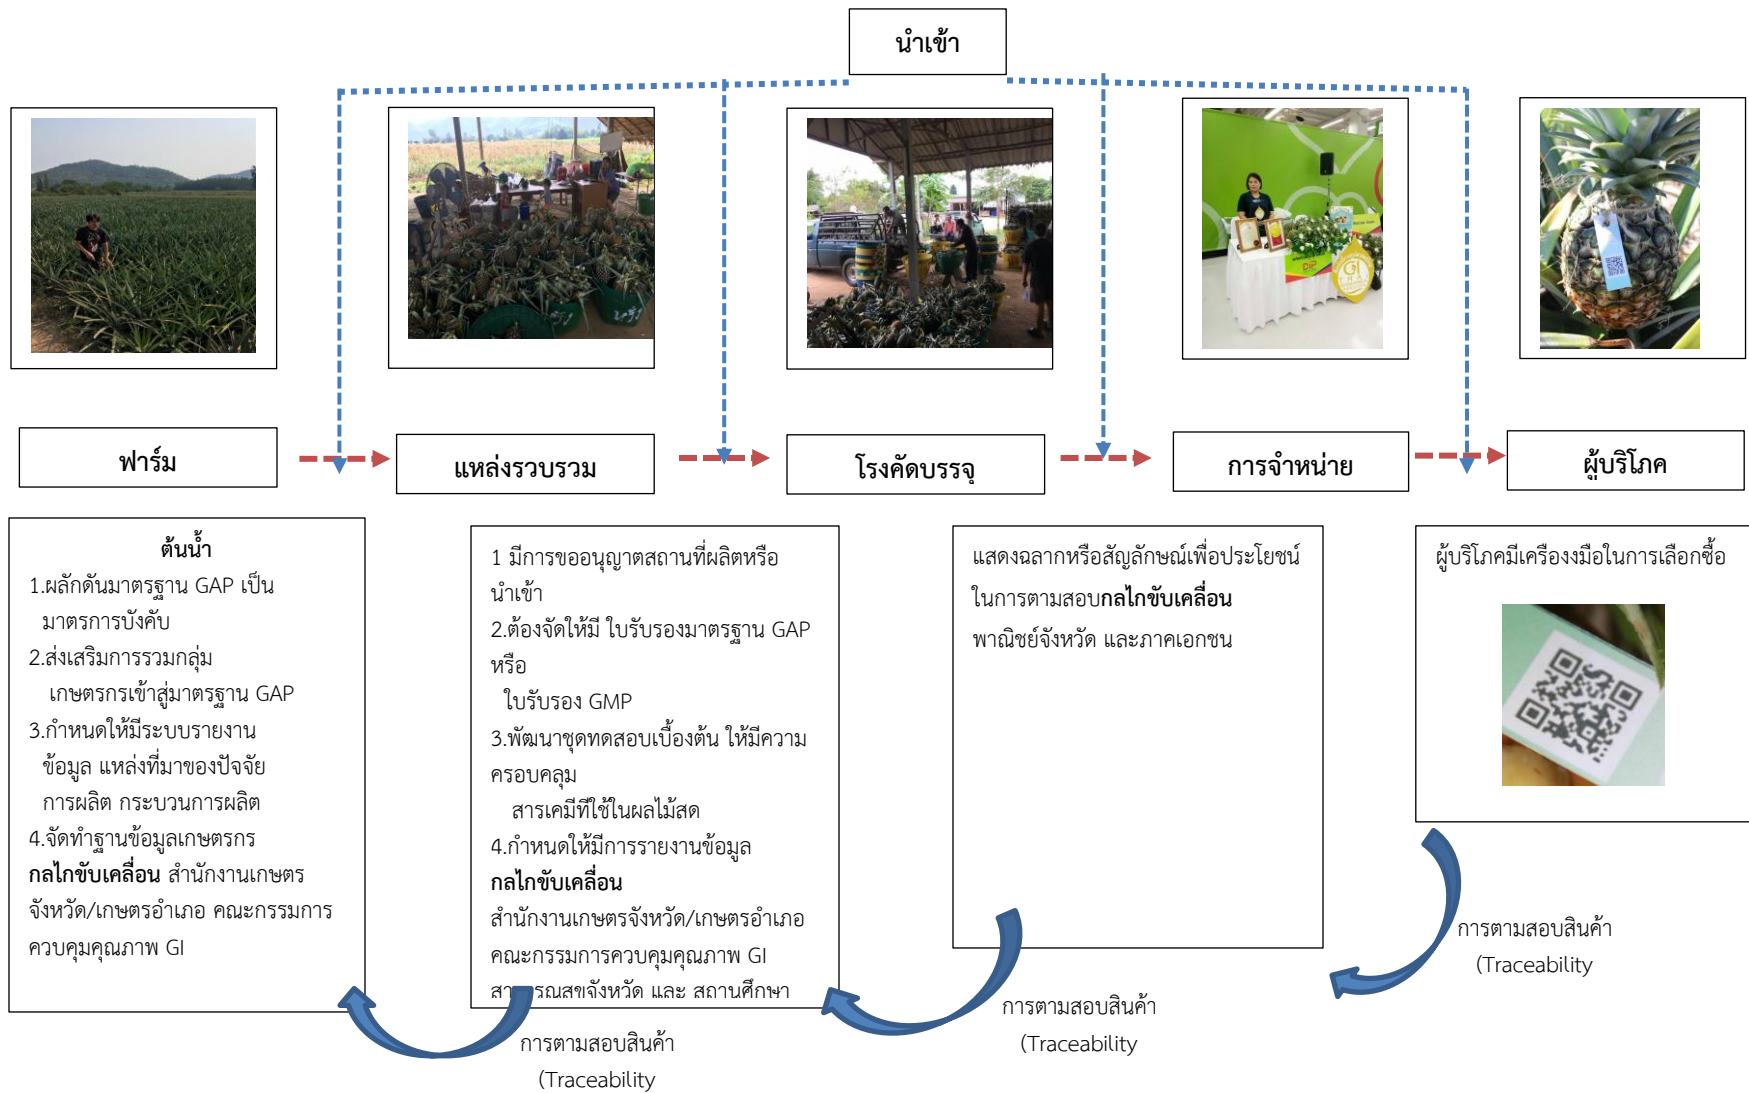 นำเข้า
ฟาร์ม
แหล่งรวบรวม
โรงคัดบรรจุ
การจำหน่าย
ผู้บริโภค
ต้นน้ำ
1.ผลักดันมาตรฐาน GAP เป็น
มาตรการบังคับ
2.ส่งเสริมการรวมกลุ่ม
เกษตรกรเข้าสู่มาตรฐาน GAP
3.กำหนดให้มีระบบรายงาน
ข้อมูล แหล่งที่มาของปัจจัย
การผลิต กระบวนการผลิต
4.จัดทำฐานข้อมูลเกษตรกร
กลไกขับเคลื่อน สำนักงานเกษตร
จังหวัด/เกษตรอำเภอ คณะกรรมการ
ควบคุมคุณภาพ GI
1 มีการขออนุญาตสถานที่ผลิตหรือ
นำเข้า
2.ต้องจัดให้มี ใบรับรองมาตรฐาน GAP
หรือ
ใบรับรอง GMP
3.พัฒนาชุดทดสอบเบื้องต้น ให้มีความ
ครอบคลุม
สารเคมีที่ใช้ในผลไม้สด
4.กำหนดให้มีการรายงานข้อมูล
กลไกขับเคลื่อน
สำนักงานเกษตรจังหวัด/เกษตรอำเภอ
คณะกรรมการควบคุมคุณภาพ GI
และ สถานศึกษา
แสดงฉลากหรือสัญลักษณ์เพื่อประโยชน์
ในการตามสอบกลไกขับเคลื่อน
พาณิชย์จังหวัด และภาคเอกชน
ผู้บริโภคมีเครื่องงมือในการเลือกซื้อ
การตามสอบสินค้า
(Traceability
การตามสอบสินค้า
(Traceability
การตามสอบสินค้า
(Traceability
GI